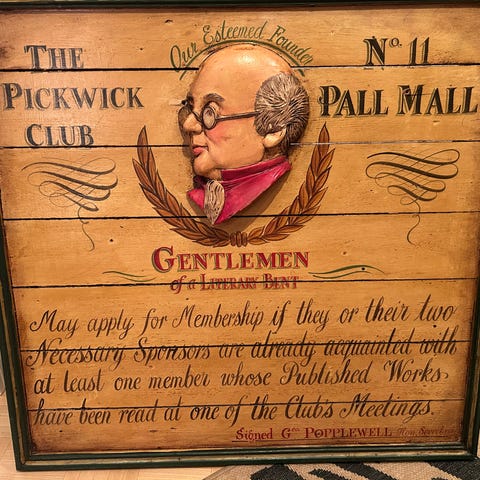 Our Esteemed Founder
THE
PICKWICK
CLUB
No. 11
PALL MALL
GENTLEMEN
of a LITERARY BENT
May apply for Membership if they or their two
Necessary Sponsors are already acquainted with
at least one member whose Published Works
have been read at one of the Club's Meetings.
Signed Geo POPPLEWELL Hon.